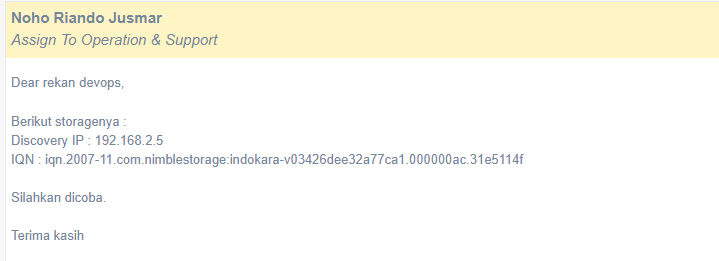 Noho Riando Jusmar
Assign To Operation & Support
Dear rekan devops,
Berikut storagenya :
Discovery IP : 192.168.2.5
IQN : iqn.2007-11.com.nimblestorage:indokara-v03426dee32a77ca1.000000ac.31e5114f
Silahkan dicoba.
Terima kasih